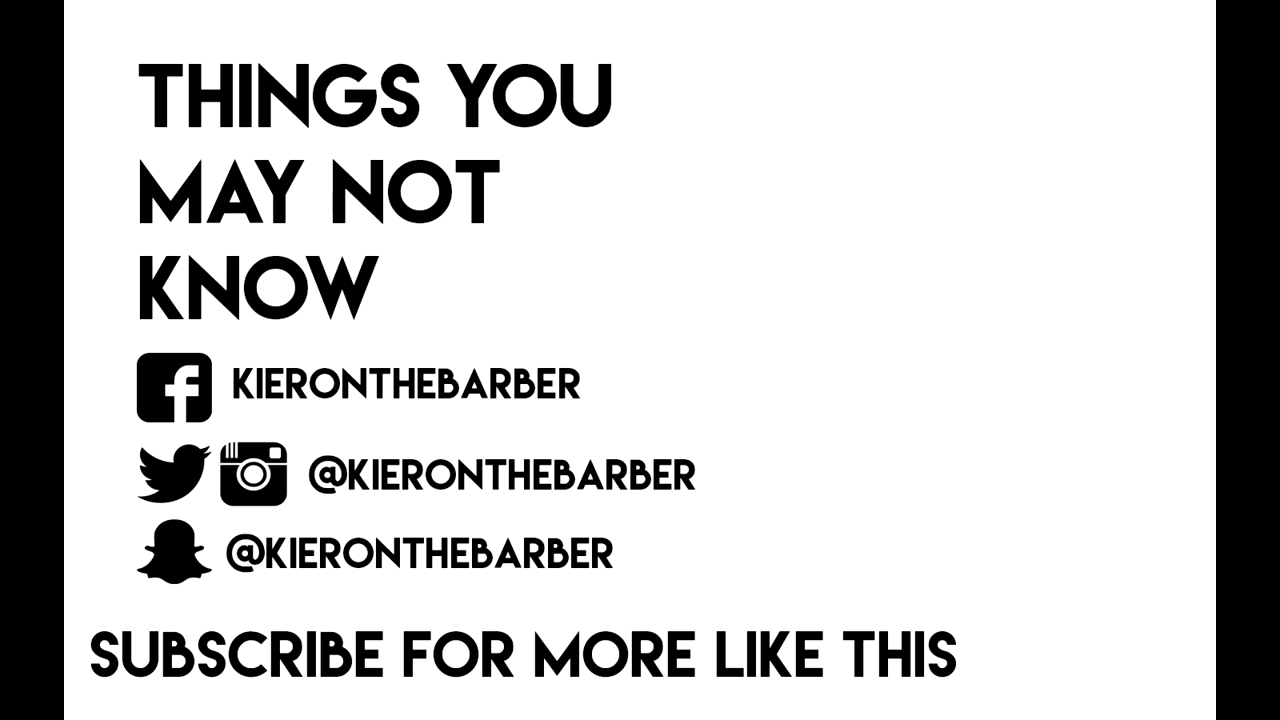 THINGS YOU
MAY NOT
KNOW
KIERONTHEBARBER
@KIERONTHEBARBER
@KIERONTHEBARBER
SUBSCRIBE FOR MORE LIKE THIS